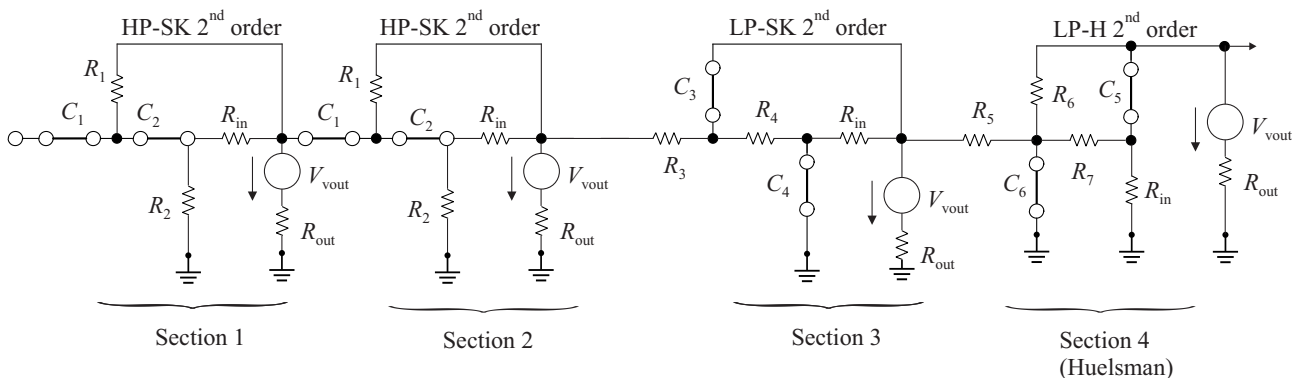 HP-SK 2nd order
HP-SK 2nd order
LP-SK 2nd order
LP-H 2nd order
R1
C1
C2
Rin
Vvout
R2
Rout
R1
C1
C2
Rin
Vvout
R2
Rout
C3
R3
R4
Rin
C4
Vvout
Rout
R5
R6
C5
C6
R7
Rin
Vvout
Rout
Section 1
Section 2
Section 3
Section 4
(Huelsman)